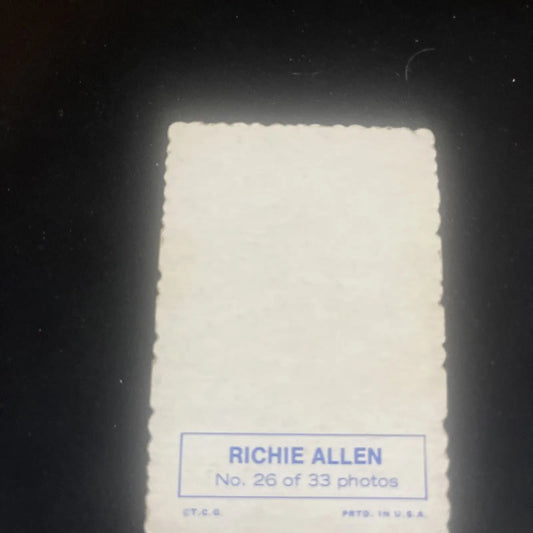 RICHIE ALLEN
No. 26 of 33 photos
©T.C.G. PRTD. IN U.S.A.